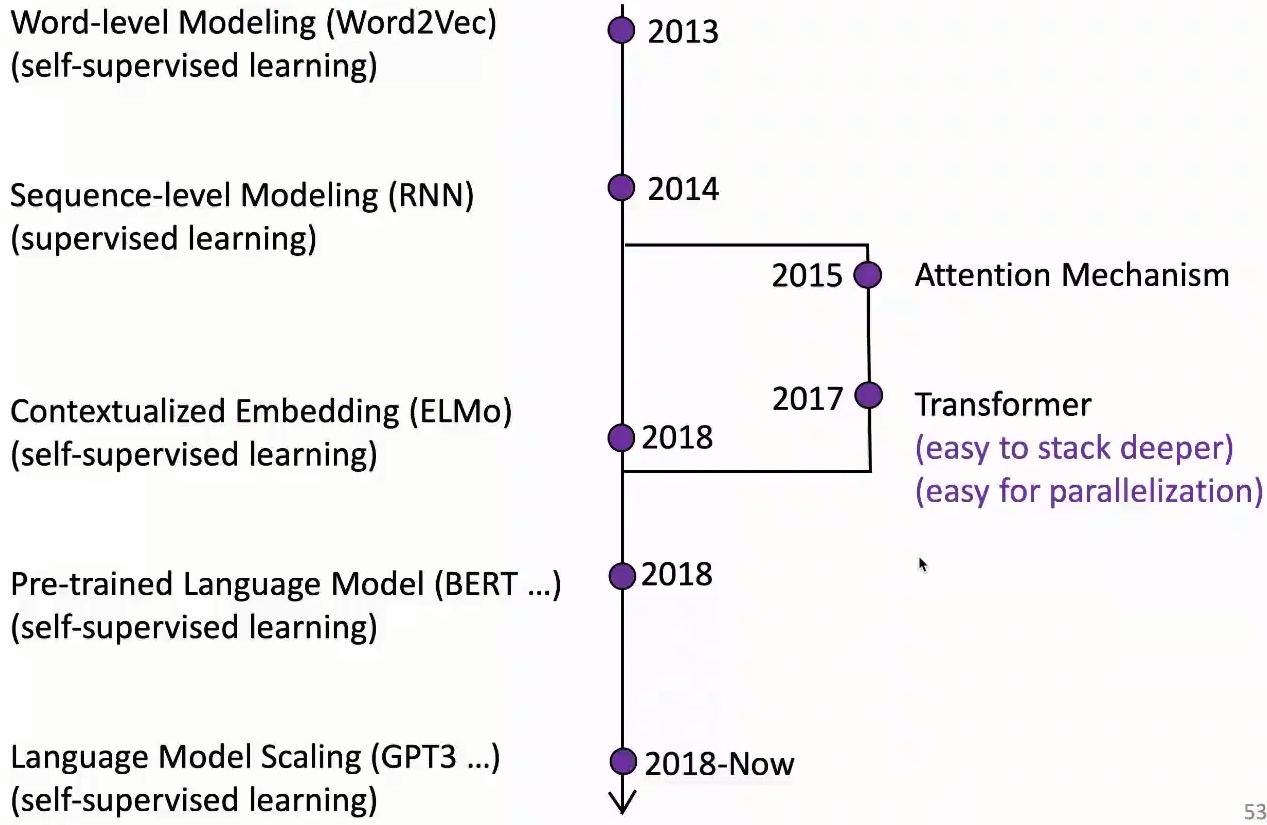 Word-level Modeling (Word2Vec)
(self-supervised learning)
2013
Sequence-level Modeling (RNN)
(supervised learning)
2014
2015
Attention Mechanism
2017
Transformer
(easy to stack deeper)
(easy for parallelization)
Contextualized Embedding (ELMo)
(self-supervised learning)
2018
Pre-trained Language Model (BERT ...)
(self-supervised learning)
2018
Language Model Scaling (GPT3 ...)
(self-supervised learning)
2018-Now
53